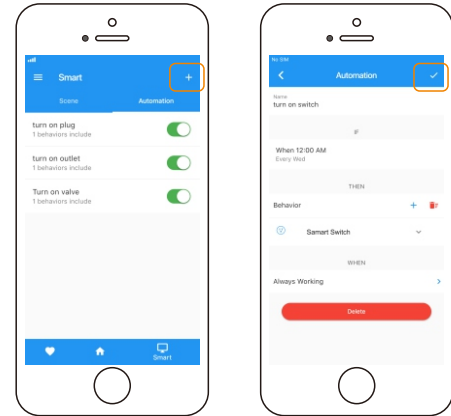 Smart
Scene
Automation
turn on plug
1 behaviors include
turn on outlet
1 behaviors include
Turn on valve
1 behaviors include
Smart
No SIM
Automation
Name
turn on switch
IF
When 12:00 AM
Every Wed
THEN
Behavior
Samart Switch
WHEN
Always Working
Delete